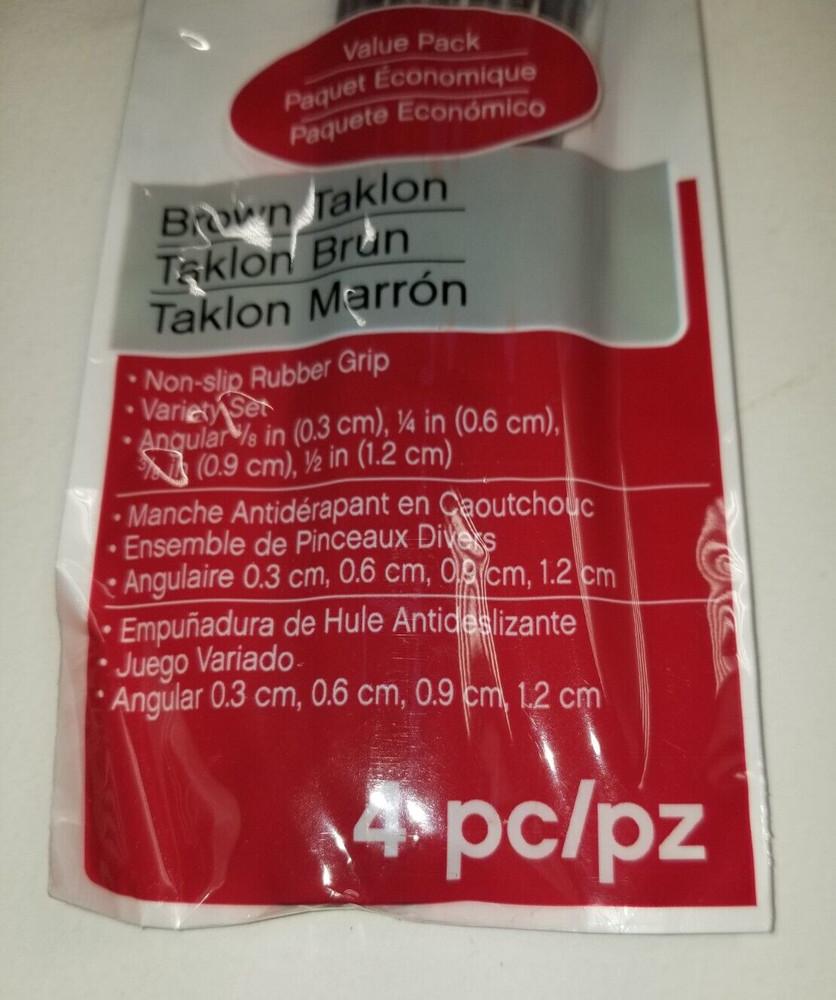 Value Pack
Paquet Économique
Paquete Económico
Brown Taklon
Taklon Brun
Taklon Marrón
• Non-slip Rubber Grip
• Variety Set
• Angular ⅛ in (0.3 cm), ¼ in (0.6 cm),
⅜ in (0.9 cm), ½ in (1.2 cm)
• Manche Antidérapant en Caoutchouc
• Ensemble de Pinceaux Divers
• Angulaire 0.3 cm, 0.6 cm, 0.9 cm, 1.2 cm
• Empuñadura de Hule Antideslizante
• Juego Variado
• Angular 0.3 cm, 0.6 cm, 0.9 cm, 1.2 cm
4 pc/pz